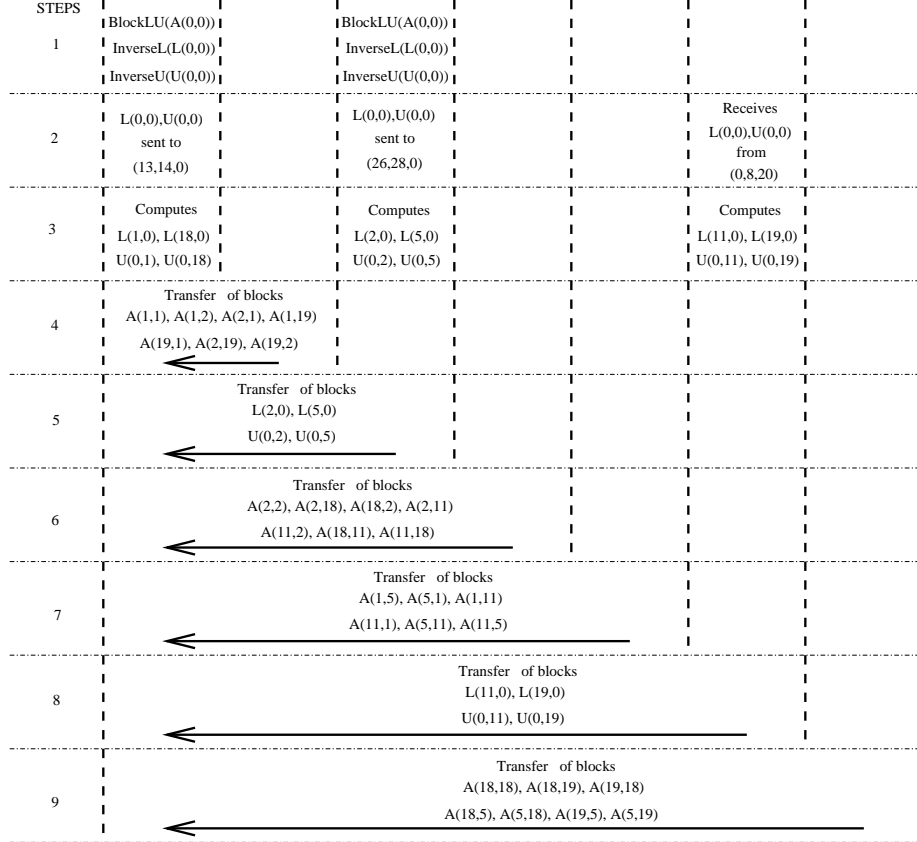 STEPS
1
BlockLU(A(0,0))
InverseL(L(0,0))
InverseU(U(0,0))
BlockLU(A(0,0))
InverseL(L(0,0))
InverseU(U(0,0))
2
L(0,0),U(0,0)
sent to
(13,14,0)
L(0,0),U(0,0)
sent to
(26,28,0)
Receives
L(0,0),U(0,0)
from
(0,8,20)
3
Computes
L(1,0), L(18,0)
U(0,1), U(0,18)
Computes
L(2,0), L(5,0)
U(0,2), U(0,5)
Computes
L(11,0), L(19,0)
U(0,11), U(0,19)
4
Transfer of blocks
A(1,1), A(1,2), A(2,1), A(1,19)
A(19,1), A(2,19), A(19,2)
5
Transfer of blocks
L(2,0), L(5,0)
U(0,2), U(0,5)
6
Transfer of blocks
A(2,2), A(2,18), A(18,2), A(2,11)
A(11,2), A(18,11), A(11,18)
7
Transfer of blocks
A(1,5), A(5,1), A(1,11)
A(11,1), A(5,11), A(11,5)
8
Transfer of blocks
L(11,0), L(19,0)
U(0,11), U(0,19)
9
Transfer of blocks
A(18,18), A(18,19), A(19,18)
A(18,5), A(5,18), A(19,5), A(5,19)